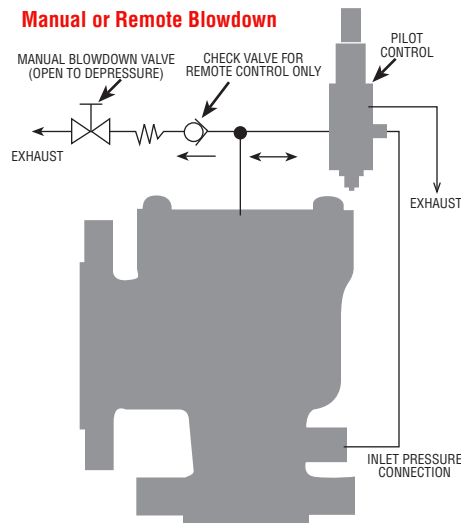 Manual or Remote Blowdown
MANUAL BLOWDOWN VALVE
(OPEN TO DEPRESSURE)
CHECK VALVE FOR
REMOTE CONTROL ONLY
PILOT
CONTROL
EXHAUST
EXHAUST
INLET PRESSURE
CONNECTION